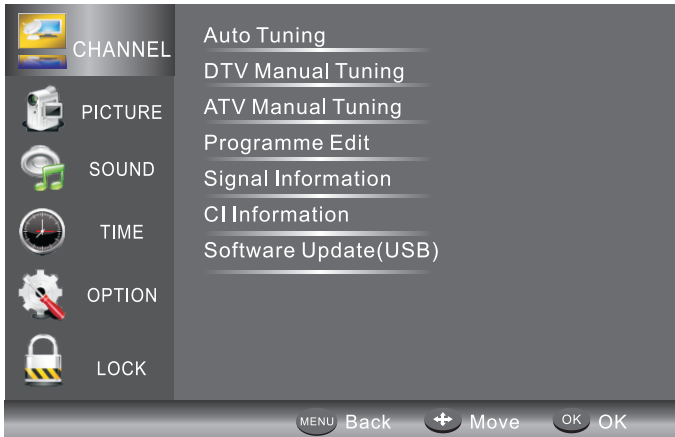 CHANNEL
PICTURE
SOUND
TIME
OPTION
LOCK
Auto Tuning
DTV Manual Tuning
ATV Manual Tuning
Programme Edit
Signal Information
CI Information
Software Update(USB)
MENU Back Move OK OK